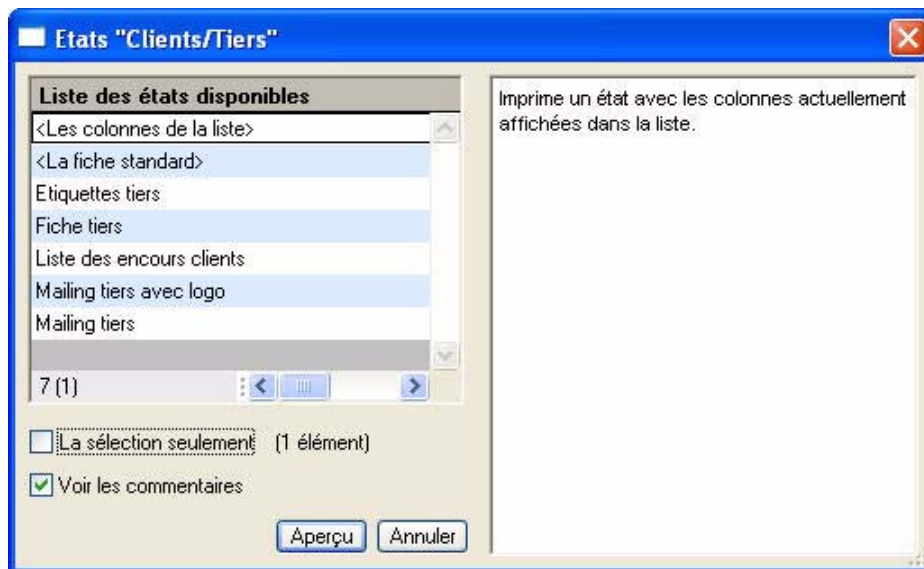 Etats "Clients/Tiers"
Liste des états disponibles
<Les colonnes de la liste>
<La fiche standard>
Etiquettes tiers
Fiche tiers
Liste des encours clients
Mailing tiers avec logo
Mailing tiers
7 (1)
La sélection seulement (1 élément)
Voir les commentaires
Aperçu Annuler
Imprime un état avec les colonnes actuellement
affichées dans la liste.